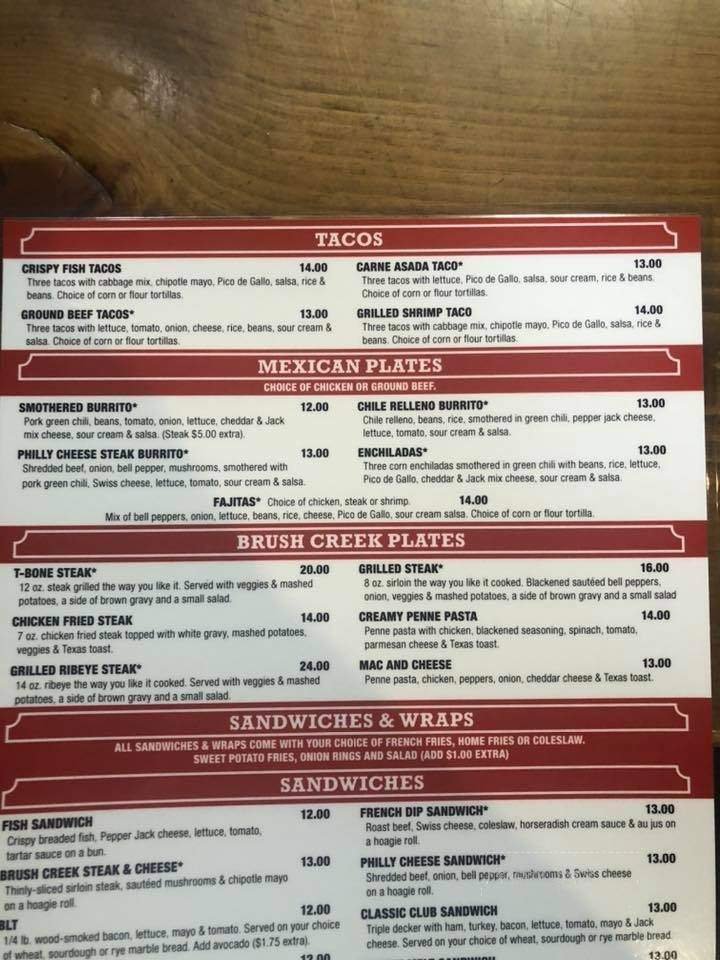 TACOS
CRISPY FISH TACOS 14.00
Three tacos with cabbage mix, chipotle mayo, Pico de Gallo, salsa, rice &
beans. Choice of corn or flour tortillas.
GROUND BEEF TACOS* 13.00
Three tacos with lettuce, tomato, onion, cheese, rice, beans, sour cream &
salsa. Choice of corn or flour tortillas.
CARNE ASADA TACO* 13.00
Three tacos with lettuce, Pico de Gallo, salsa, sour cream, rice & beans.
Choice of corn or flour tortillas.
GRILLED SHRIMP TACO 14.00
Three tacos with cabbage mix, chipotle mayo, Pico de Gallo, salsa, rice &
beans. Choice of corn or flour tortillas.
MEXICAN PLATES
CHOICE OF CHICKEN OR GROUND BEEF.
SMOTHERED BURRITO* 12.00
Pork green chili, beans, tomato, onion, lettuce, cheddar & Jack
mix cheese, sour cream & salsa. (Steak $5.00 extra).
PHILLY CHEESE STEAK BURRITO* 13.00
Shredded beef, onion, bell pepper, mushrooms, smothered with
pork green chili, Swiss cheese, lettuce, tomato, sour cream & salsa.
CHILE RELLENO BURRITO* 13.00
Chile relleno, beans, rice, smothered in green chili, pepper jack cheese,
lettuce, tomato, sour cream & salsa.
ENCHILADAS* 13.00
Three corn enchiladas smothered in green chili with beans, rice, lettuce,
Pico de Gallo, cheddar & Jack mix cheese, sour cream & salsa.
FAJITAS* Choice of chicken, steak or shrimp. 14.00
Mix of bell peppers, onion, lettuce, beans, rice, cheese, Pico de Gallo, sour cream salsa. Choice of corn or flour tortilla.
BRUSH CREEK PLATES
T-BONE STEAK* 20.00
12 oz. steak grilled the way you like it. Served with veggies & mashed
potatoes, a side of brown gravy and a small salad.
CHICKEN FRIED STEAK 14.00
7 oz. chicken fried steak topped with white gravy, mashed potatoes,
veggies & Texas toast.
GRILLED RIBEYE STEAK* 24.00
14 oz. ribeye the way you like it cooked. Served with veggies & mashed
potatoes, a side of brown gravy and a small salad.
GRILLED STEAK* 16.00
8 oz. sirloin the way you like it cooked. Blackened sautéed bell peppers,
onion, veggies & mashed potatoes, a side of brown gravy & a small salad
CREAMY PENNE PASTA 14.00
Penne pasta with chicken, blackened seasoning, spinach, tomato,
parmesan cheese & Texas toast.
MAC AND CHEESE 13.00
Penne pasta, chicken, peppers, onion, cheddar cheese & Texas toast.
SANDWICHES & WRAPS
ALL SANDWICHES & WRAPS COME WITH YOUR CHOICE OF FRENCH FRIES, HOME FRIES OR COLESLAW.
SWEET POTATO FRIES, ONION RINGS AND SALAD (ADD $1.00 EXTRA)
SANDWICHES
FISH SANDWICH 12.00
Crispy breaded fish, Pepper Jack cheese, lettuce, tomato,
tartar sauce on a bun.
BRUSH CREEK STEAK & CHEESE* 13.00
Thinly-sliced sirloin steak, sautéed mushrooms & chipotle mayo
on a hoagie roll.
BLT 12.00
1/4 lb. wood-smoked bacon, lettuce, mayo & tomato. Served on your choice
of wheat, sourdough or rye marble bread. Add avocado ($1.75 extra).
12.00
FRENCH DIP SANDWICH* 13.00
Roast beef, Swiss cheese, coleslaw, horseradish cream sauce & au jus on
a hoagie roll.
PHILLY CHEESE SANDWICH* 13.00
Shredded beef, onion, bell pepper, mushrooms & Swiss cheese
on a hoagie roll.
CLASSIC CLUB SANDWICH 13.00
Triple decker with ham, turkey, bacon, lettuce, tomato, mayo & Jack
cheese. Served on your choice of wheat, sourdough or rye marble bread.
13.00